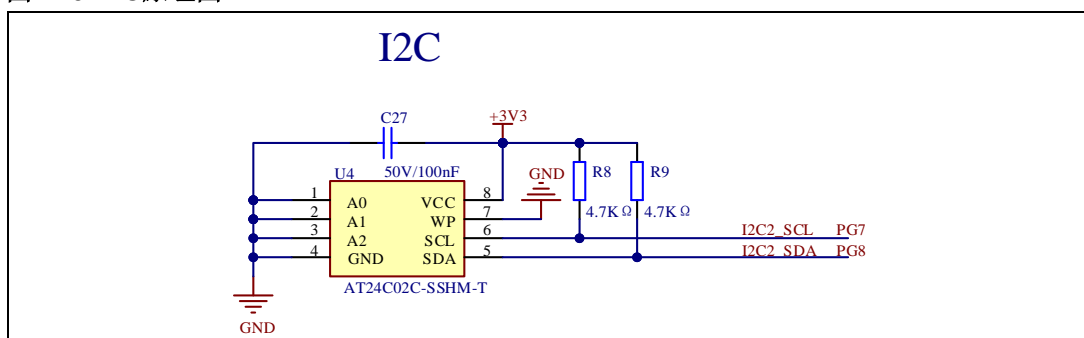 I2C
C27
+3V3
U4
50V/100nF
GND
R8
R9
1
A0
VCC
8
2
A1
WP
7
4.7KΩ
4.7KΩ
3
A2
SCL
6
I2C2_SCL
PG7
4
GND
SDA
5
I2C2_SDA
PG8
AT24C02C-SSHM-T
GND